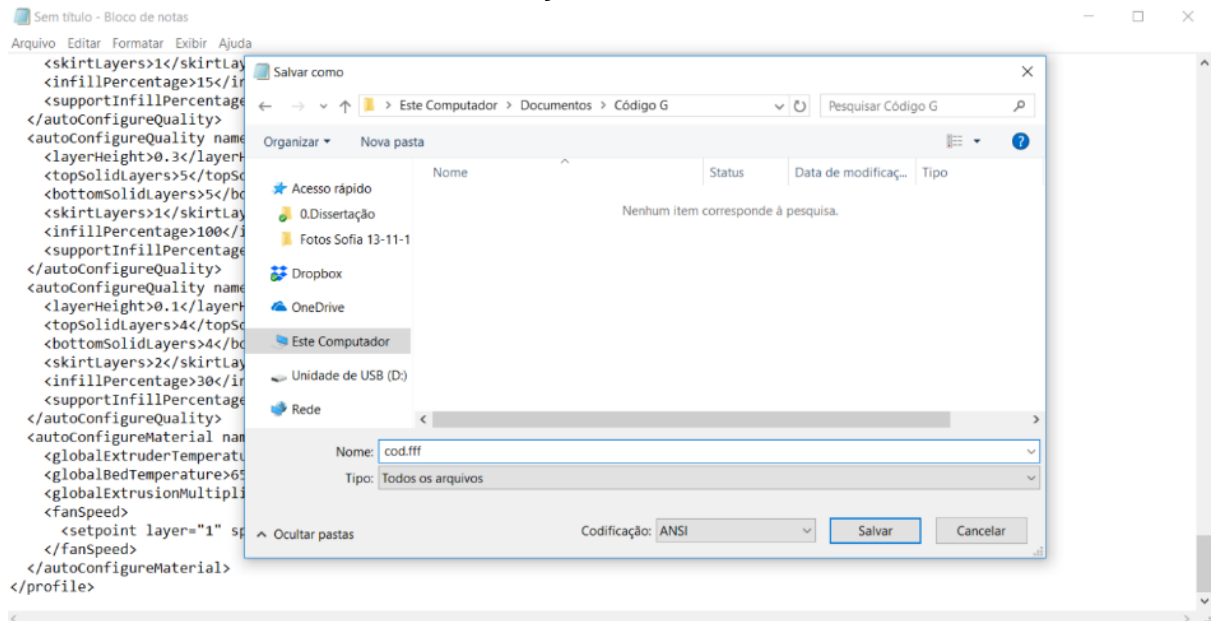 Sem título - Bloco de notas
Arquivo Editar Formatar Exibir Ajuda
<skirtLayers>1</skirtLay
<infillPercentage>15</ir
<supportInfillPercentage
</autoConfigureQuality>
<autoConfigureQuality name
<layerHeight>0.3</layerH
<topSolidLayers>5</topSo
<bottomSolidLayers>5</bo
<skirtLayers>1</skirtLay
<infillPercentage>100</i
<supportInfillPercentage
</autoConfigureQuality>
<autoConfigureQuality name
<layerHeight>0.1</layerH
<topSolidLayers>4</topSo
<bottomSolidLayers>4</bo
<skirtLayers>2</skirtLay
<infillPercentage>30</ir
<supportInfillPercentage
</autoConfigureQuality>
<autoConfigureMaterial nam
<globalExtruderTemperatu
<globalBedTemperature>65
<globalExtrusionMultipli
<fanSpeed>
<setpoint layer="1" sp
</fanSpeed>
</autoConfigureMaterial>
</profile>
Salvar como
> Este Computador > Documentos > Código G
Pesquisar Código G
Organizar
Nova pasta
Nome
Status
Data de modificaç...
Tipo
Nenhum item corresponde à pesquisa.
Acesso rápido
0.Dissertação
Fotos Sofia 13-11-1
Dropbox
OneDrive
Este Computador
Unidade de USB (D:)
Rede
Nome: cod.fff
Tipo: Todos os arquivos
Ocultar pastas
Codificação: ANSI
Salvar
Cancelar